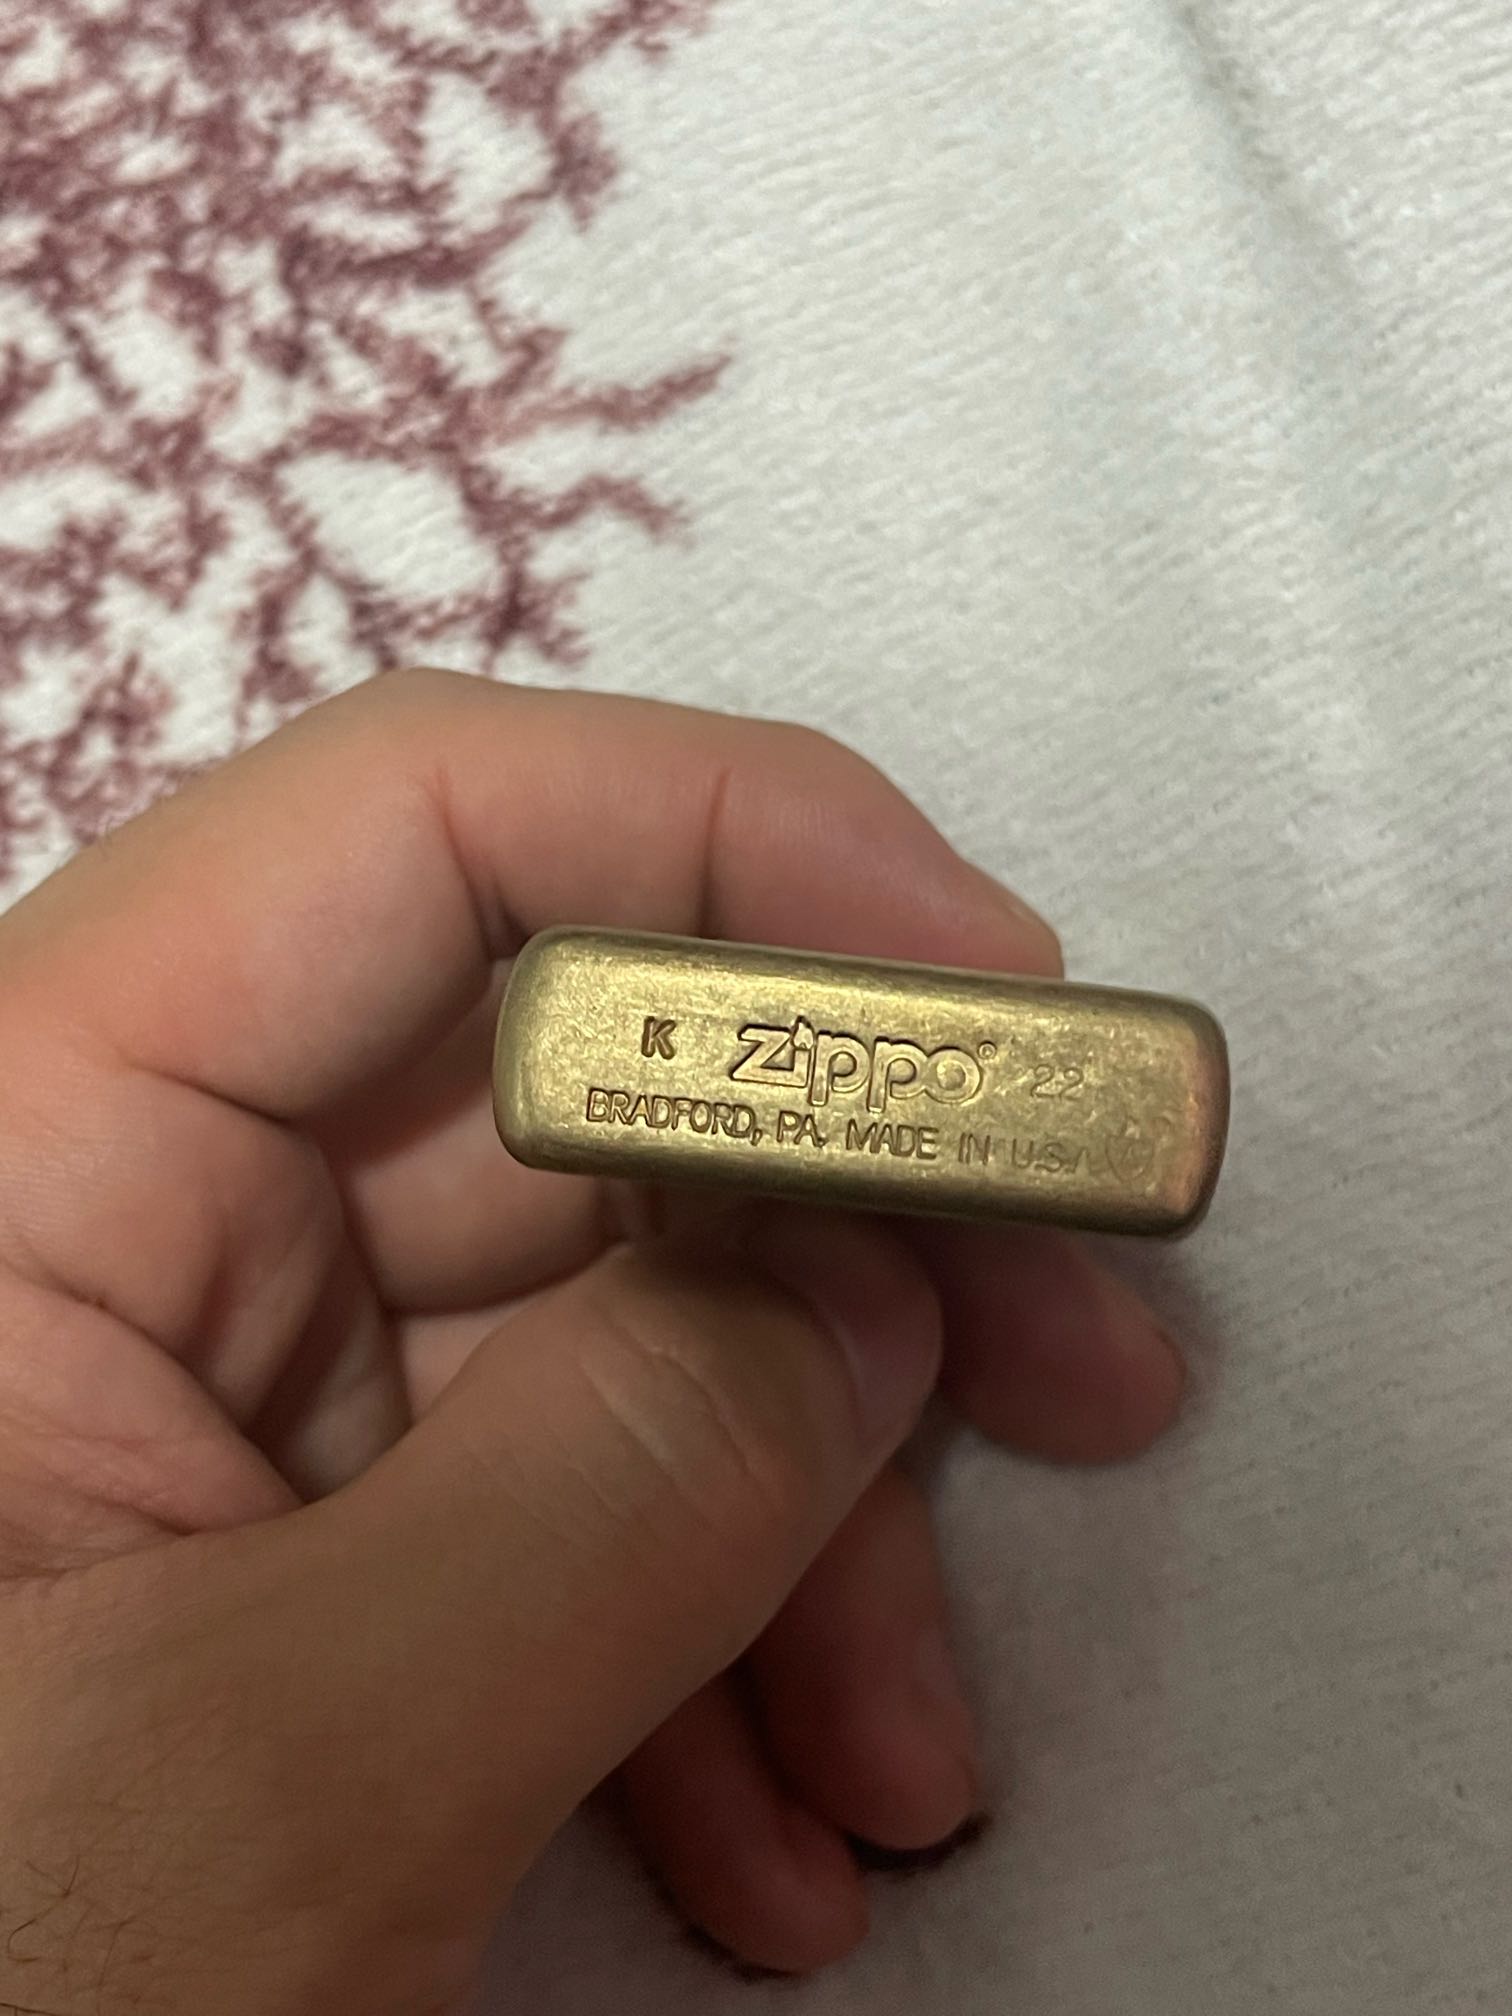 K zippo® 22
BRADFORD, PA. MADE IN U.S.A